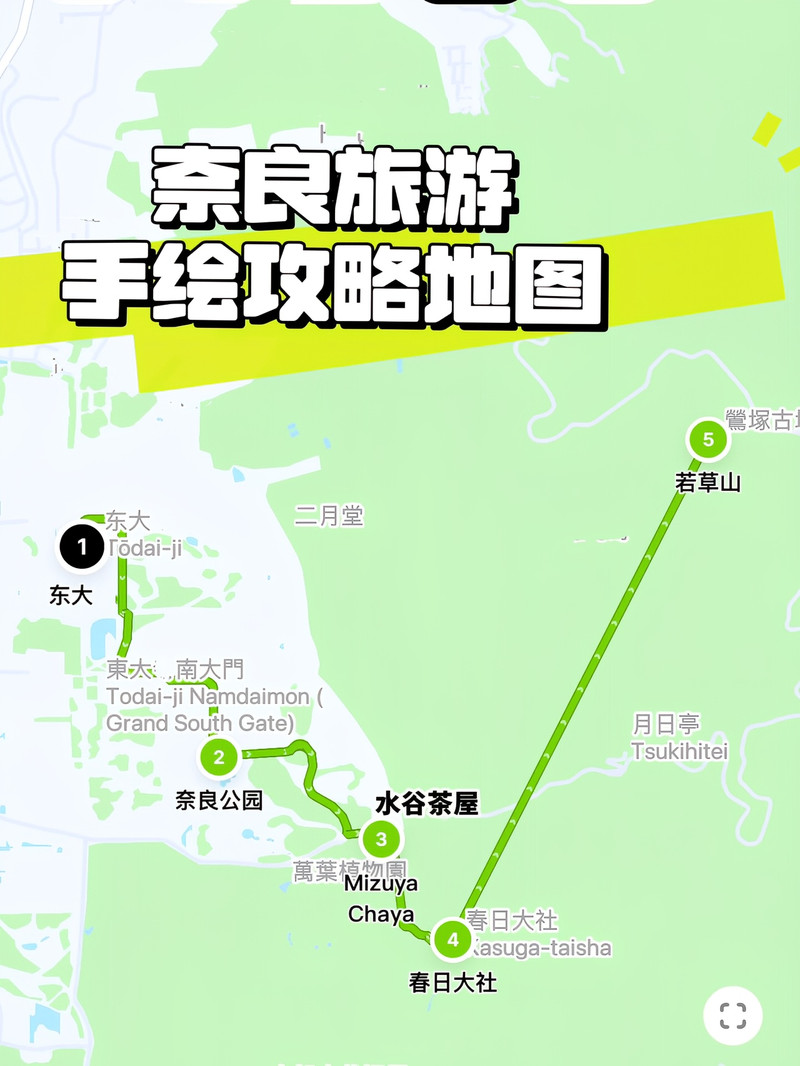 奈良旅游
手绘攻略地图
5
鶯塚古
若草山
二月堂
东大
1
Tōdai-ji
东大
東大
南大門
Todai-ji Namdaimon (
Grand South Gate)
月日亭
Tsukihitei
2
奈良公园
水谷茶屋
3
萬葉植物園
Mizuya
Chaya
春日大社
4
Kasuga-taisha
春日大社